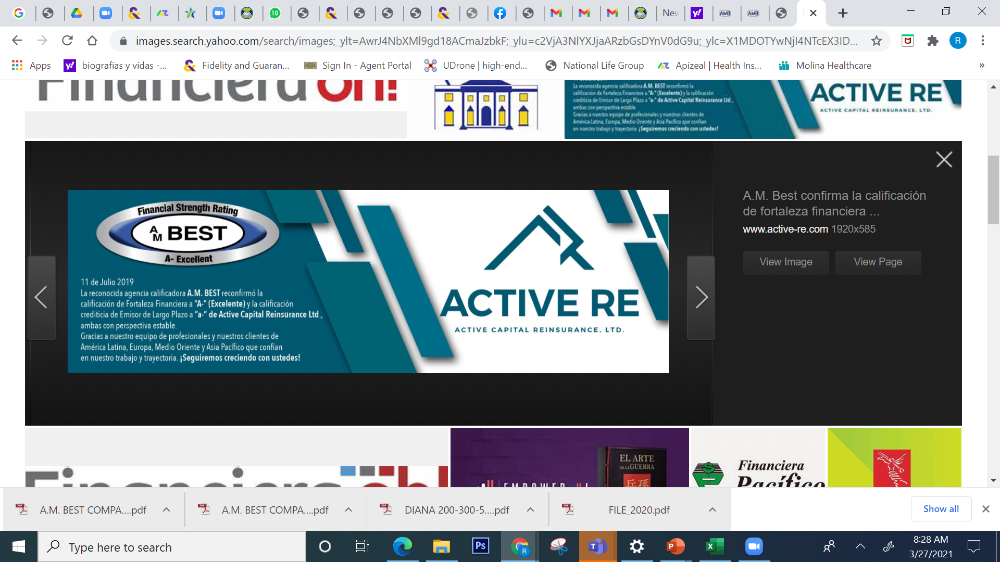 New
images.search.yahoo.com/search/images;_ylt=AwrJ4NbXMl9gd18ACmaJzbkF;_ylu=c2VjA3NlYXJjaARzbGsDYnV0dG9u;_ylc=X1MDOTYwNjI4NTcEX3ID...
R
Apps
biografias y vidas -...
Fidelity and Guaran...
Sign In - Agent Portal
UDrone | high-end...
National Life Group
Apizeal | Health Ins...
Molina Healthcare
»
Financiera oh!
La reconocida agencia calificadora A.M. BEST reconfirmó la
calificación de Fortaleza Financiera a "A-" (Excelente) y la calificación
crediticia de Emisor de Largo Plazo a "a-" de Active Capital Reinsurance Ltd.,
ambas con perspectiva estable.
Gracias a nuestro equipo de profesionales y nuestros clientes de
América Latina, Europa, Medio Oriente y Asia Pacífico que confían
en nuestro trabajo y trayectoria. ¡Seguiremos creciendo con ustedes!
ACTIVE RE
ACTIVE CAPITAL REINSURANCE, LTD.
Financial Strength Rating
AM BEST
A- Excellent
11 de Julio 2019
La reconocida agencia calificadora A.M. BEST reconfirmó la
calificación de Fortaleza Financiera a "A-" (Excelente) y la calificación
crediticia de Emisor de Largo Plazo a "a-" de Active Capital Reinsurance Ltd.,
ambas con perspectiva estable.
Gracias a nuestro equipo de profesionales y nuestros clientes de
América Latina, Europa, Medio Oriente y Asia Pacífico que confían
en nuestro trabajo y trayectoria. ¡Seguiremos creciendo con ustedes!
ACTIVE RE
ACTIVE CAPITAL REINSURANCE, LTD.
A.M. Best confirma la calificación
de fortaleza financiera ...
www.active-re.com 1920x585
View Image
View Page
Financiera oh!
EL ARTE
DE LA GUERRA
Financiera
Pacífico
A.M. BEST COMPA....pdf
A.M. BEST COMPA....pdf
DIANA 200-300-5....pdf
FILE_2020.pdf
Show all
Type here to search
8:28 AM
3/27/2021